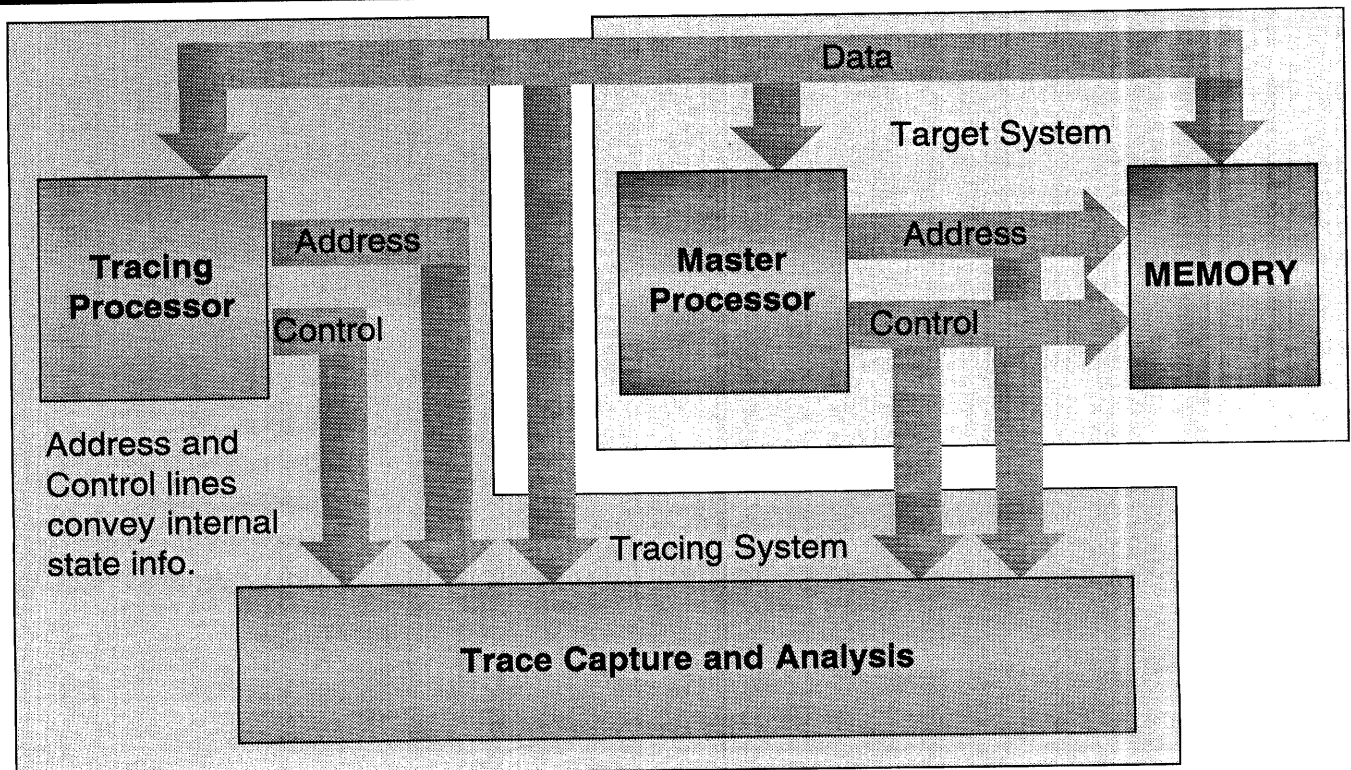 Data
Target System
Address
Address
Tracing
Processor
Master
Processor
MEMORY
Control
Control
Address and
Control lines
convey internal
state info.
Tracing System
Trace Capture and Analysis